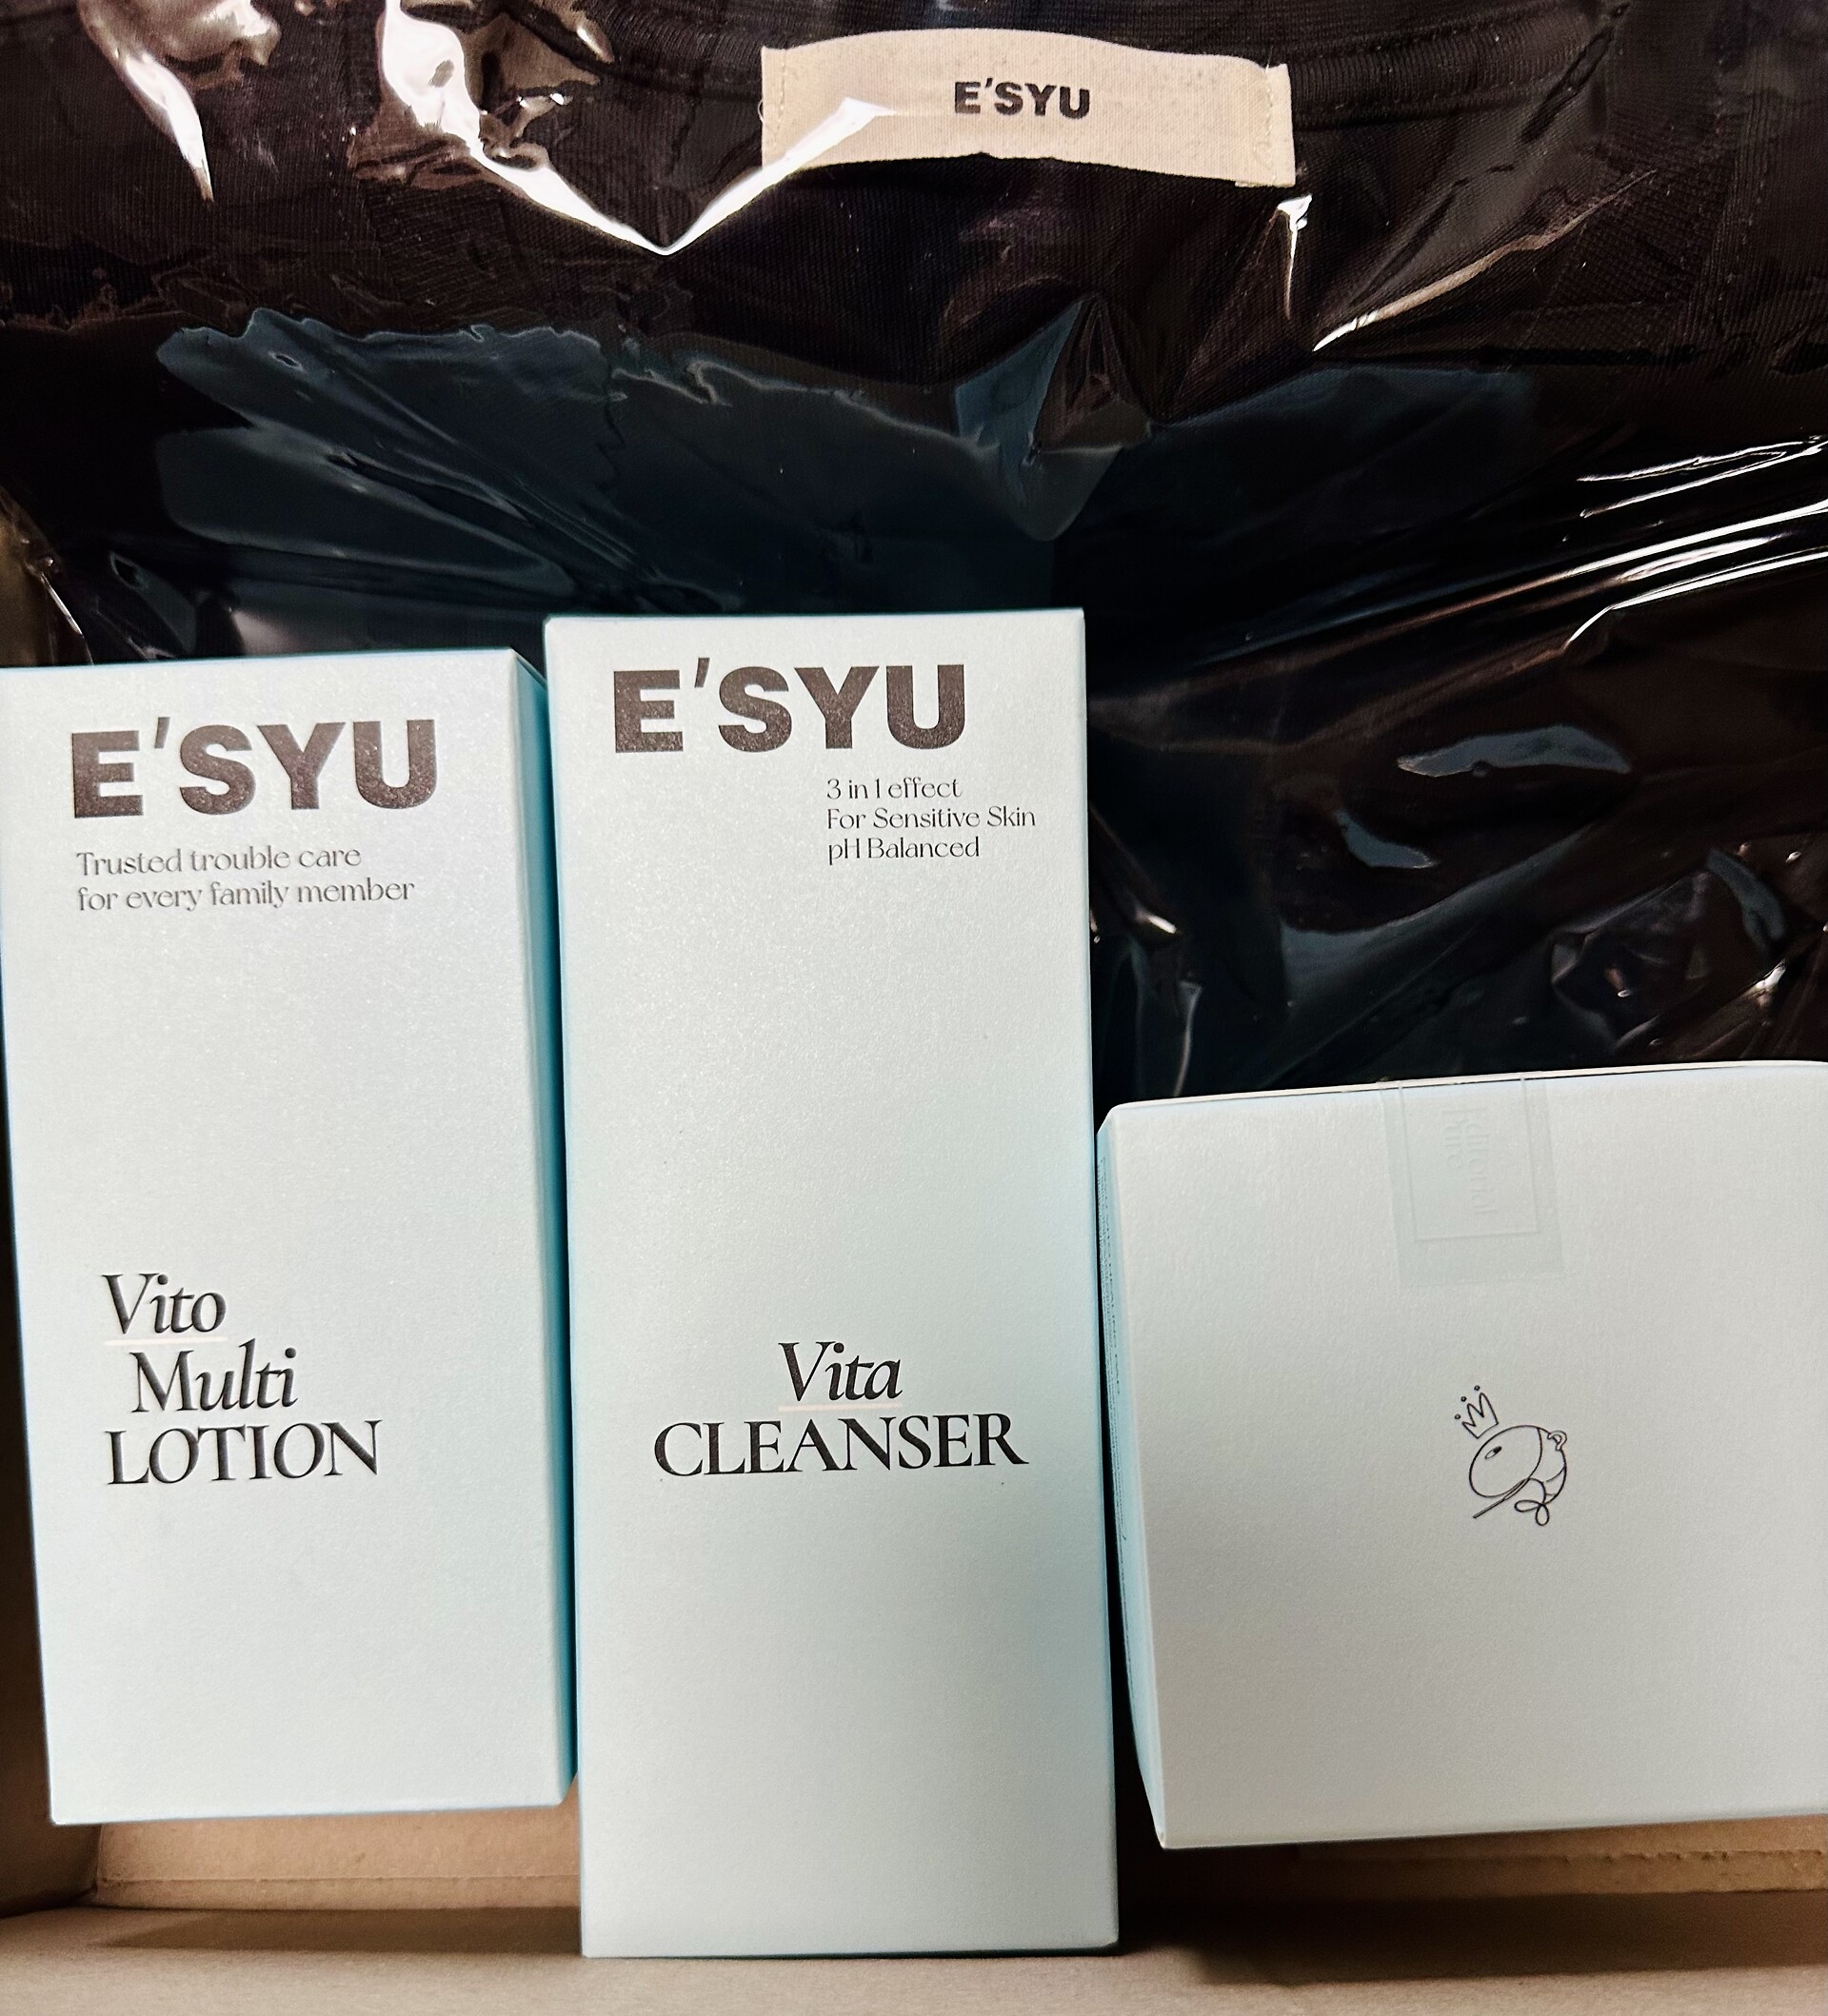 E'SYU
E'SYU
Trusted trouble care
for every family member
Vito
Multi
LOTION
E'SYU
3 in 1 effect
For Sensitive Skin
pH Balanced
Vita
CLEANSER